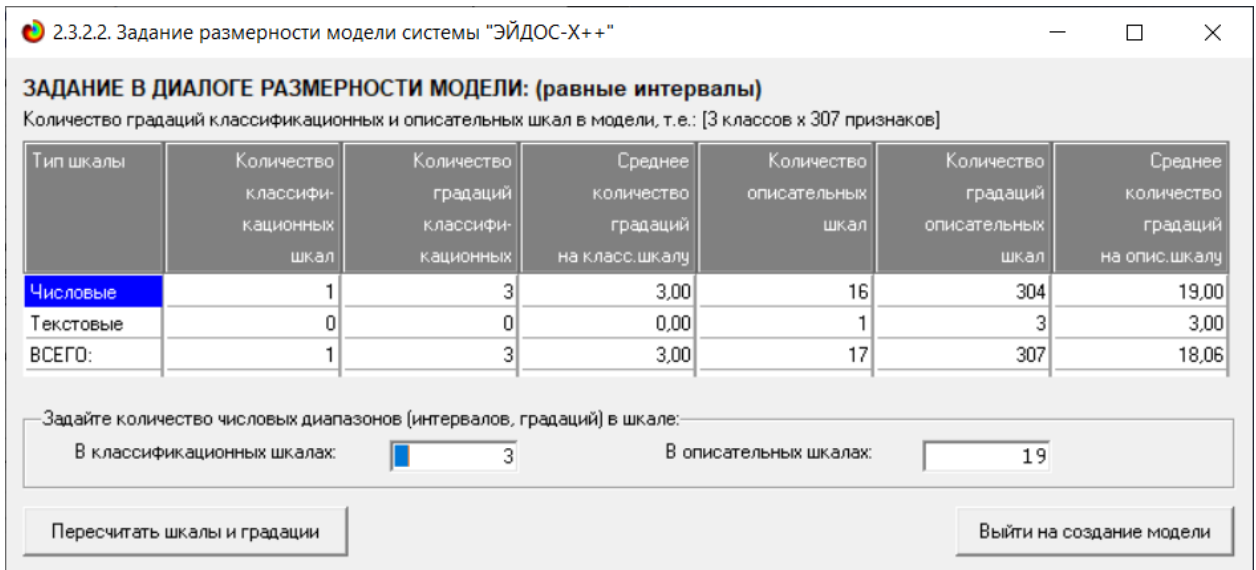 2.3.2.2. Задание размерности модели системы "ЭЙДОС-X++"
ЗАДАНИЕ В ДИАЛОГЕ РАЗМЕРНОСТИ МОДЕЛИ: (равные интервалы)
Количество градаций классификационных и описательных шкал в модели, т.е.: [3 классов x 307 признаков]
Тип шкалы Количество Количество Среднее Количество Количество Среднее
классифи- градаций количество описательных градаций количество
кационных классифи- градаций шкал описательных градаций
шкал кационных на класс.шкалу шкал на опис.шкалу
Числовые 1 3 3,00 16 304 19,00
Текстовые 0 0 0,00 1 3 3,00
ВСЕГО: 1 3 3,00 17 307 18,06
Задайте количество числовых диапазонов (интервалов, градаций) в шкале:
В классификационных шкалах: 3 В описательных шкалах: 19
Пересчитать шкалы и градации Выйти на создание модели